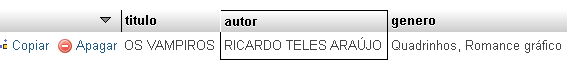 titulo autor genero
Copiar Apagar OS VAMPIROS RICARDO TELES ARAÚJO Quadrinhos, Romance gráfico